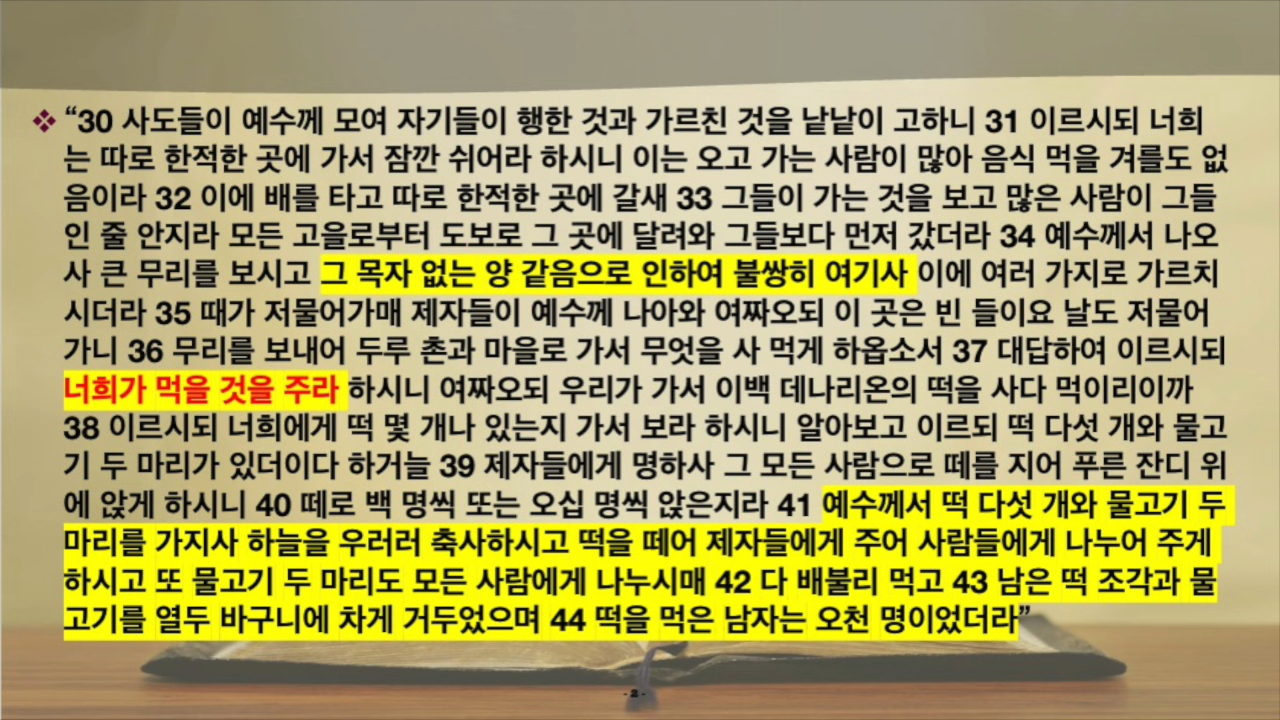 ❖ “30 사도들이 예수께 모여 자기들이 행한 것과 가르친 것을 낱낱이 고하니 31 이르시되 너희
는 따로 한적한 곳에 가서 잠깐 쉬어라 하시니 이는 오고 가는 사람이 많아 음식 먹을 겨를도 없
음이라 32 이에 배를 타고 따로 한적한 곳에 갈새 33 그들이 가는 것을 보고 많은 사람이 그들
인 줄 안지라 모든 고을로부터 도보로 그 곳에 달려와 그들보다 먼저 갔더라 34 예수께서 나오
사 큰 무리를 보시고 그 목자 없는 양 같음으로 인하여 불쌍히 여기사 이에 여러 가지로 가르치
시더라 35 때가 저물어가매 제자들이 예수께 나아와 여짜오되 이 곳은 빈 들이요 날도 저물어
가니 36 무리를 보내어 두루 촌과 마을로 가서 무엇을 사 먹게 하옵소서 37 대답하여 이르시되
너희가 먹을 것을 주라 하시니 여짜오되 우리가 가서 이백 데나리온의 떡을 사다 먹이리이까
38 이르시되 너희에게 떡 몇 개나 있는지 가서 보라 하시니 알아보고 이르되 떡 다섯 개와 물고
기 두 마리가 있더이다 하거늘 39 제자들에게 명하사 그 모든 사람으로 떼를 지어 푸른 잔디 위
에 앉게 하시니 40 떼로 백 명씩 또는 오십 명씩 앉은지라 41 예수께서 떡 다섯 개와 물고기 두
마리를 가지사 하늘을 우러러 축사하시고 떡을 떼어 제자들에게 주어 사람들에게 나누어 주게
하시고 또 물고기 두 마리도 모든 사람에게 나누시매 42 다 배불리 먹고 43 남은 떡 조각과 물
고기를 열두 바구니에 차게 거두었으며 44 떡을 먹은 남자는 오천 명이었더라”
- 2 -